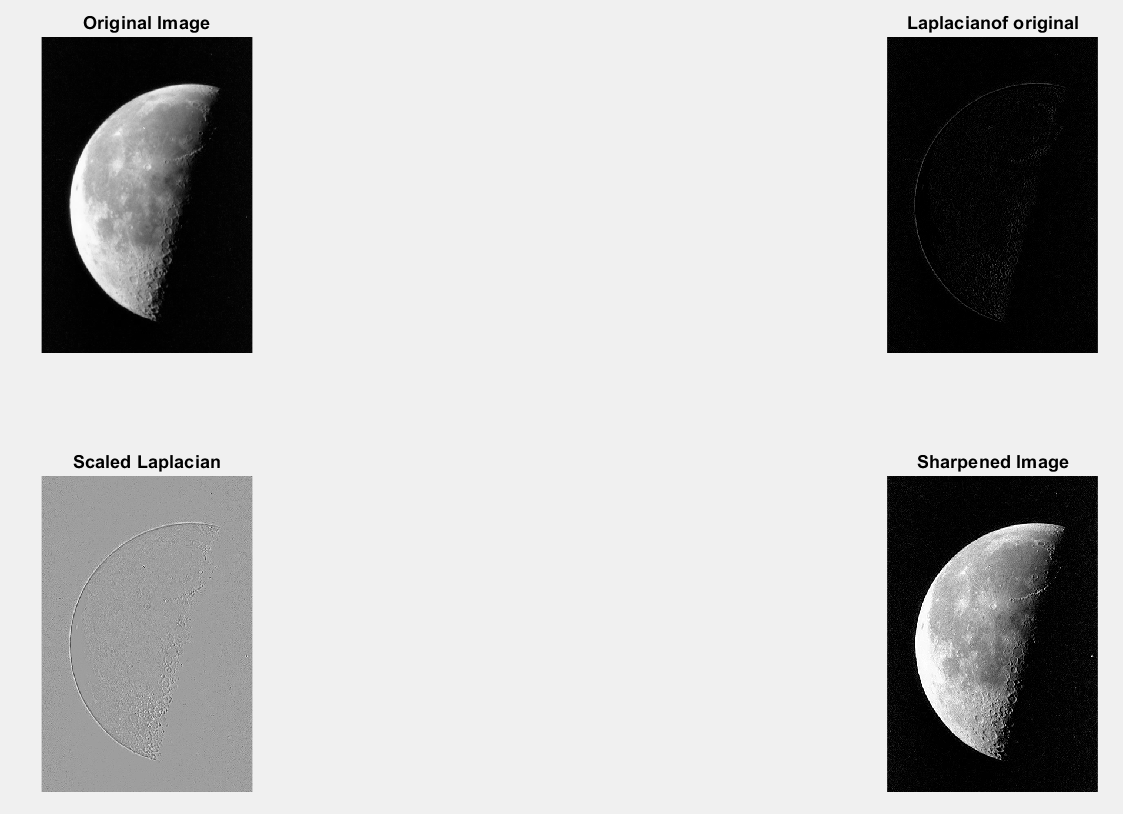 Original Image
Laplacianof original
Scaled Laplacian
Sharpened Image